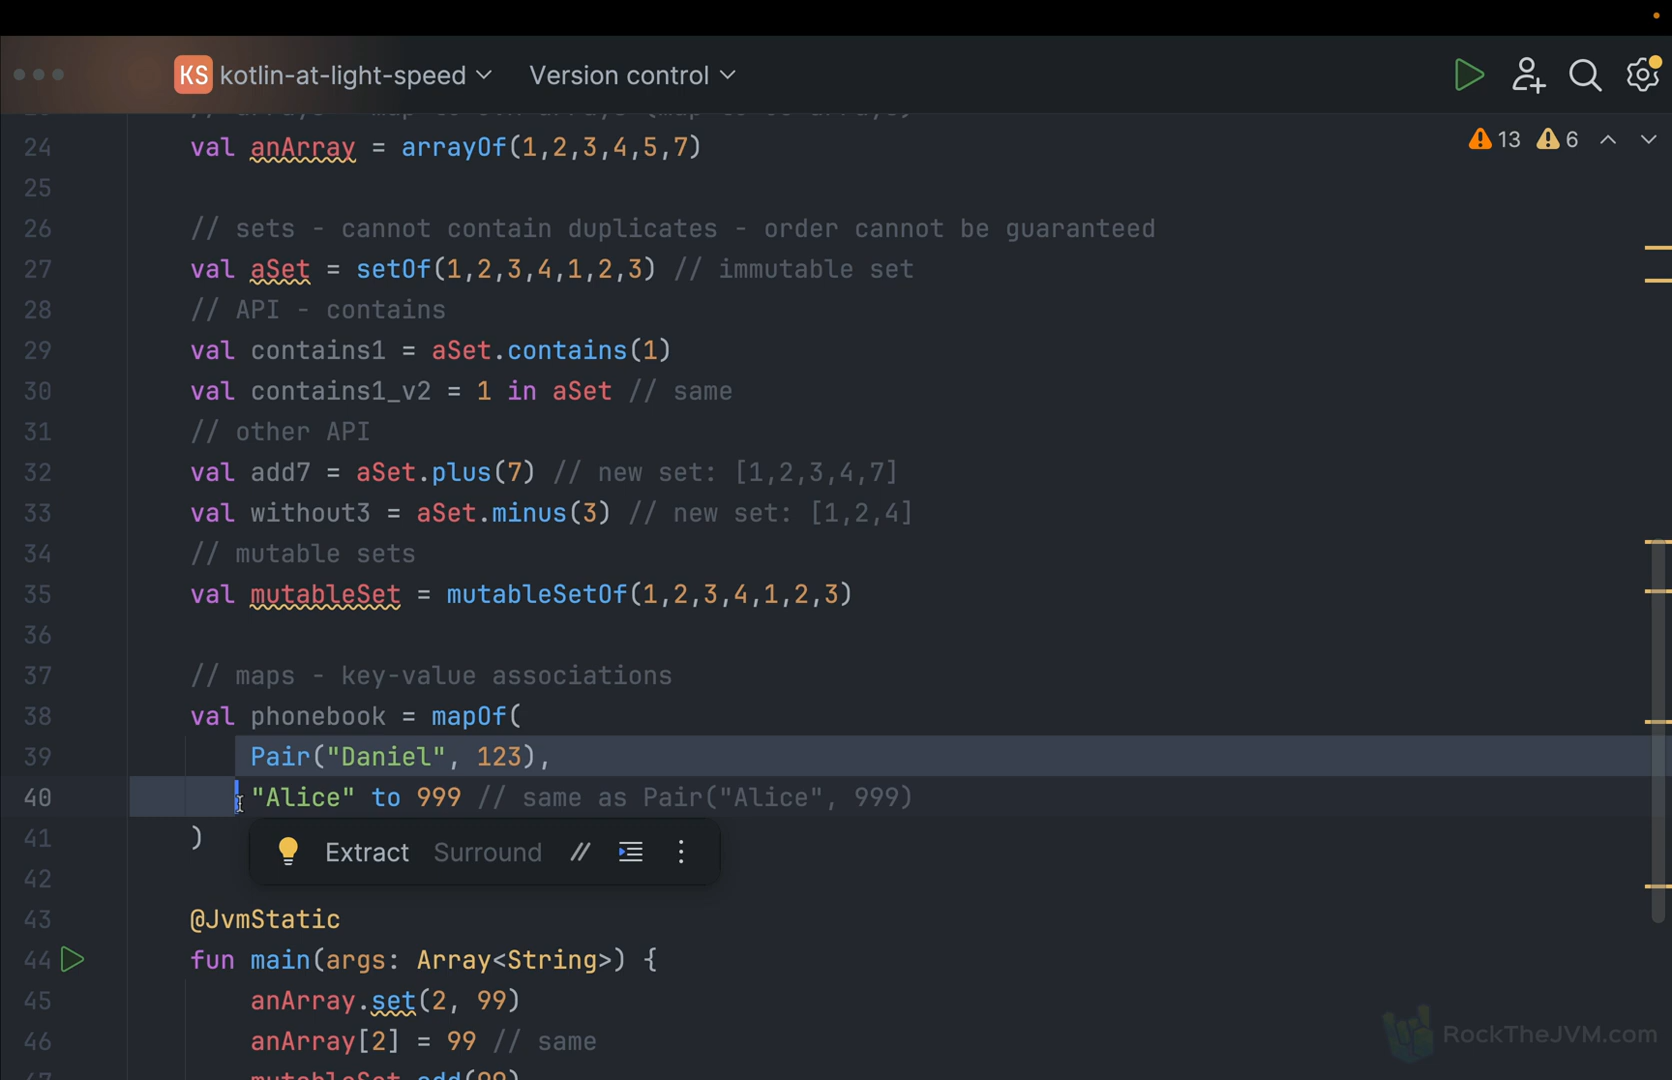 KS kotlin-at-light-speed Version control
24 val anArray = arrayOf(1,2,3,4,5,7)
13 6
25
26 // sets - cannot contain duplicates - order cannot be guaranteed
27 val aSet = setOf(1,2,3,4,1,2,3) // immutable set
28 // API - contains
29 val contains1 = aSet.contains(1)
30 val contains1_v2 = 1 in aSet // same
31 // other API
32 val add7 = aSet.plus(7) // new set: [1,2,3,4,7]
33 val without3 = aSet.minus(3) // new set: [1,2,4]
34 // mutable sets
35 val mutableSet = mutableSetOf(1,2,3,4,1,2,3)
36
37 // maps - key-value associations
38 val phonebook = mapOf(
39 Pair("Daniel", 123),
40 "Alice" to 999 // same as Pair("Alice", 999)
41 )
Extract Surround //
42
43 @JvmStatic
44 fun main(args: Array<String>) {
45 anArray.set(2, 99)
46 anArray[2] = 99 // same
47 mutableSet.add(99)
RockTheJVM.com